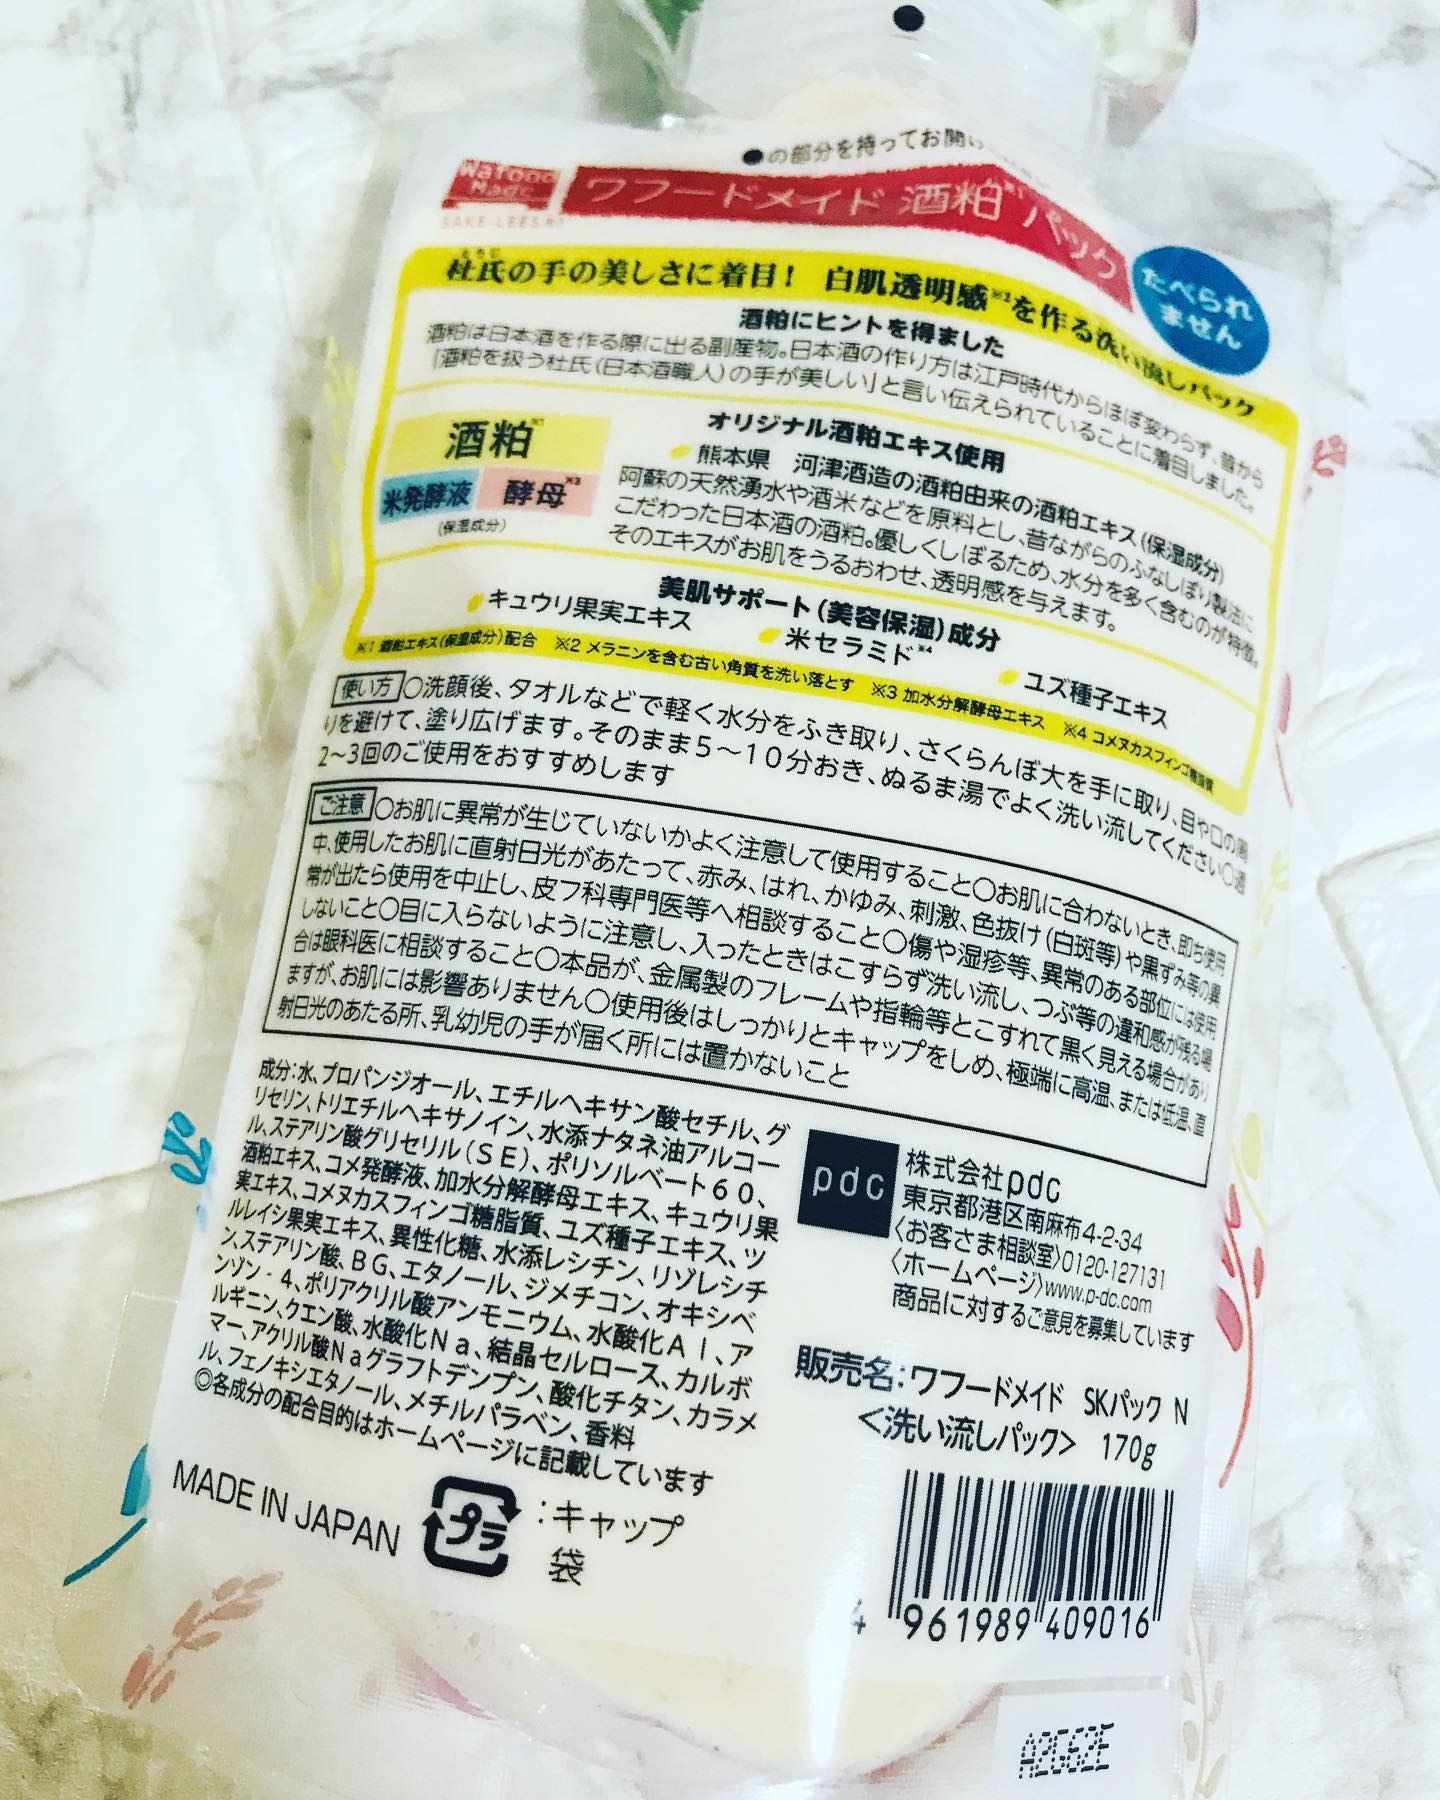 ●の部分を持ってお開け
Wafood
Made
SAKE-LEES※1
ワフードメイド 酒粕※1パック
たべられ
ません
とうじ
杜氏の手の美しさに着目! 白肌透明感※2を作る洗い流しパック
酒粕にヒントを得ました
酒粕は日本酒を作る際に出る副産物。日本酒の作り方は江戸時代からほぼ変わらず、昔から
「酒粕を扱う杜氏(日本酒職人)の手が美しい」と言い伝えられていることに着目しました。
酒粕※1
米発酵液
酵母※3
(保湿成分)
オリジナル酒粕エキス使用
熊本県 河津酒造の酒粕由来の酒粕エキス(保湿成分)
阿蘇の天然湧水や酒米などを原料とし、昔ながらのふなしぼり製法に
こだわった日本酒の酒粕。優しくしぼるため、水分を多く含むのが特徴。
そのエキスがお肌をうるおわせ、透明感を与えます。
美肌サポート(美容保湿)成分
キュウリ果実エキス
米セラミド※4
ユズ種子エキス
※1 酒粕エキス(保湿成分)配合 ※2 メラニンを含む古い角質を洗い落とす ※3 加水分解酵母エキス ※4 コメヌカスフィンゴ糖脂質
使い方 ○洗顔後、タオルなどで軽く水分をふき取り、さくらんぼ大を手に取り、目や口の周
りを避けて、塗り広げます。そのまま5〜10分おき、ぬるま湯でよく洗い流してください○週
2〜3回のご使用をおすすめします
ご注意 ○お肌に異常が生じていないかよく注意して使用すること○お肌に合わないとき、即ち使用
中、使用したお肌に直射日光があたって、赤み、はれ、かゆみ、刺激、色抜け(白斑等)や黒ずみ等の異
常が出たら使用を中止し、皮フ科専門医等へ相談すること○傷や湿疹等、異常のある部位には使用
しないこと○目に入らないように注意し、入ったときはこすらず洗い流し、つぶ等の違和感が残る場
合は眼科医に相談すること○本品が、金属製のフレームや指輪等とこすれて黒く見える場合があり
ますが、お肌には影響ありません○使用後はしっかりとキャップをしめ、極端に高温、または低温、直
射日光のあたる所、乳幼児の手が届く所には置かないこと
成分:水、プロパンジオール、エチルヘキサン酸セチル、グ
リセリン、トリエチルヘキサノイン、水添ナタネ油アルコー
ル、ステアリン酸グリセリル(SE)、ポリソルベート60、
酒粕エキス、コメ発酵液、加水分解酵母エキス、キュウリ果
実エキス、コメヌカスフィンゴ糖脂質、ユズ種子エキス、ツ
ルレイシ果実エキス、異性化糖、水添レシチン、リゾレシチ
ン、ステアリン酸、BG、エタノール、ジメチコン、オキシベ
ンゾン-4、ポリアクリル酸アンモニウム、水酸化Al、ア
ルギニン、クエン酸、水酸化Na、結晶セルロース、カルボ
マー、アクリル酸Naグラフトデンプン、酸化チタン、カラメ
ル、フェノキシエタノール、メチルパラベン、香料
◎各成分の配合目的はホームページに記載しています
pdc
株式会社pdc
東京都港区南麻布4-2-34
〈お客さま相談室〉0120-127131
〈ホームページ〉www.p-dc.com
商品に対するご意見を募集しています
販売名:ワフードメイド SKパック N
<洗い流しパック> 170g
MADE IN JAPAN
プラ
:キャップ
袋
4 961989 409016
A2G62E